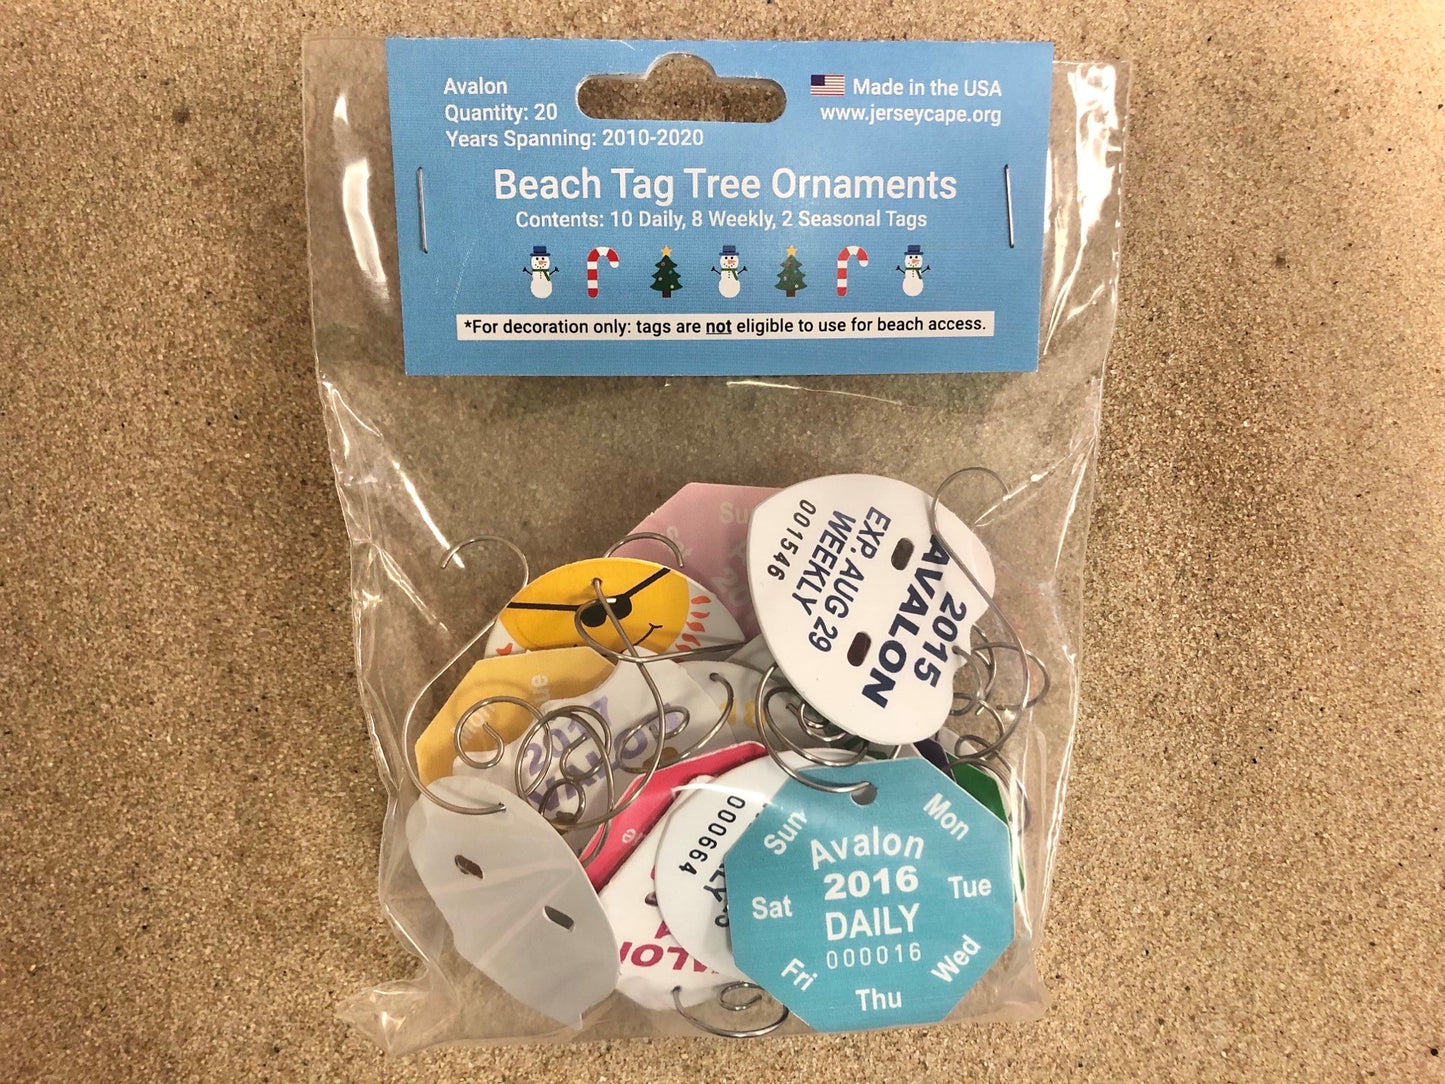 Avalon
Quantity: 20
Years Spanning: 2010-2020
Made in the USA
www.jerseycape.org
Beach Tag Tree Ornaments
Contents: 10 Daily, 8 Weekly, 2 Seasonal Tags
*For decoration only: tags are not eligible to use for beach access.
2015
AVALON
AVALON
EXP. AUG 29
WEEKLY
001546
Su
000664
Sun
Mon
Tue
Wed
Thu
Fri
Sat
Avalon
2016
DAILY
000016